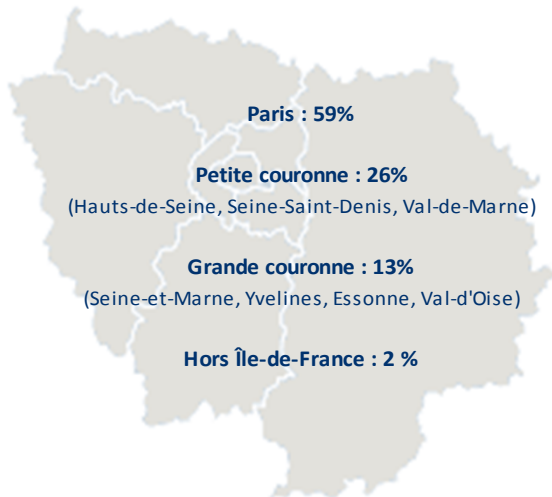 Paris : 59%
Petite couronne : 26%
(Hauts-de-Seine, Seine-Saint-Denis, Val-de-Marne)
Grande couronne : 13%
(Seine-et-Marne, Yvelines, Essonne, Val-d'Oise)
Hors Île-de-France : 2 %